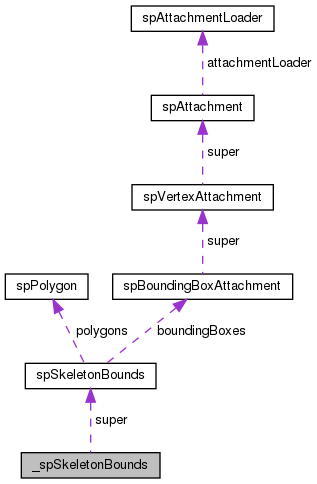 spAttachmentLoader
attachmentLoader
spAttachment
super
spVertexAttachment
super
spPolygon
spBoundingBoxAttachment
polygons
boundingBoxes
spSkeletonBounds
super
_spSkeletonBounds